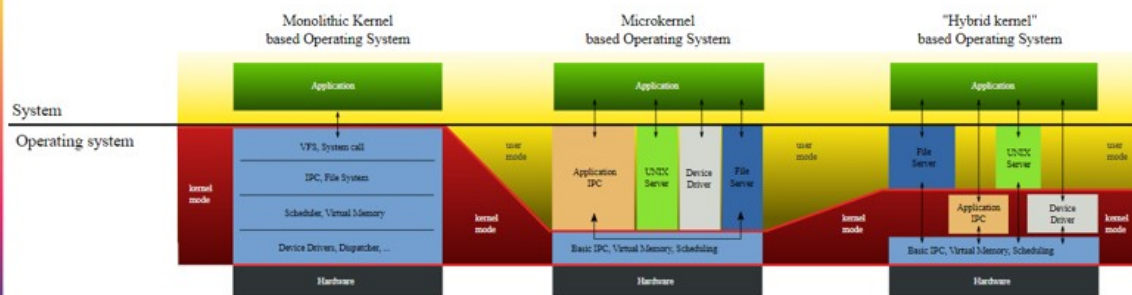 Monolithic Kernel
based Operating System
Microkernel
based Operating System
"Hybrid kernel"
based Operating System
Application
Application
Application
System
Operating system
VFS, System call
IPC, File System
Scheduler, Virtual Memory
Device Drivers, Dispatcher, ...
Hardware
kernel
mode
kernel
mode
user
mode
Application
IPC
UNIX
Server
Device
Driver
File
Server
Basic IPC, Virtual Memory, Scheduling
Hardware
user
mode
kernel
mode
File
Server
UNIX
Server
Application
IPC
Device
Driver
Basic IPC, Virtual Memory, Scheduling
Hardware
user
mode
kernel
mode